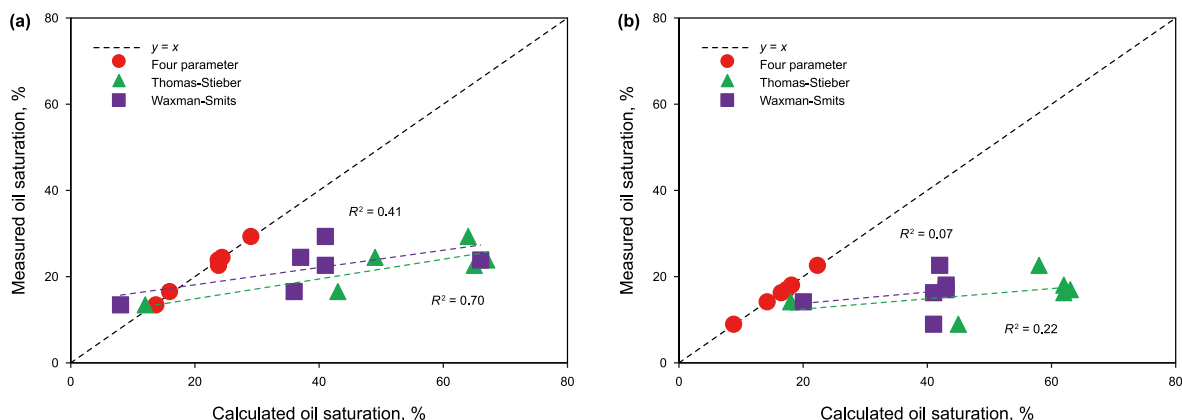 (a)
80
60
40
20
0
Measured oil saturation, %
y = x
Four parameter
Thomas-Stieber
Waxman-Smits
R² = 0.41
R² = 0.70
0 20 40 60 80
Calculated oil saturation, %
(b)
80
60
40
20
0
Measured oil saturation, %
y = x
Four parameter
Thomas-Stieber
Waxman-Smits
R² = 0.07
R² = 0.22
0 20 40 60 80
Calculated oil saturation, %